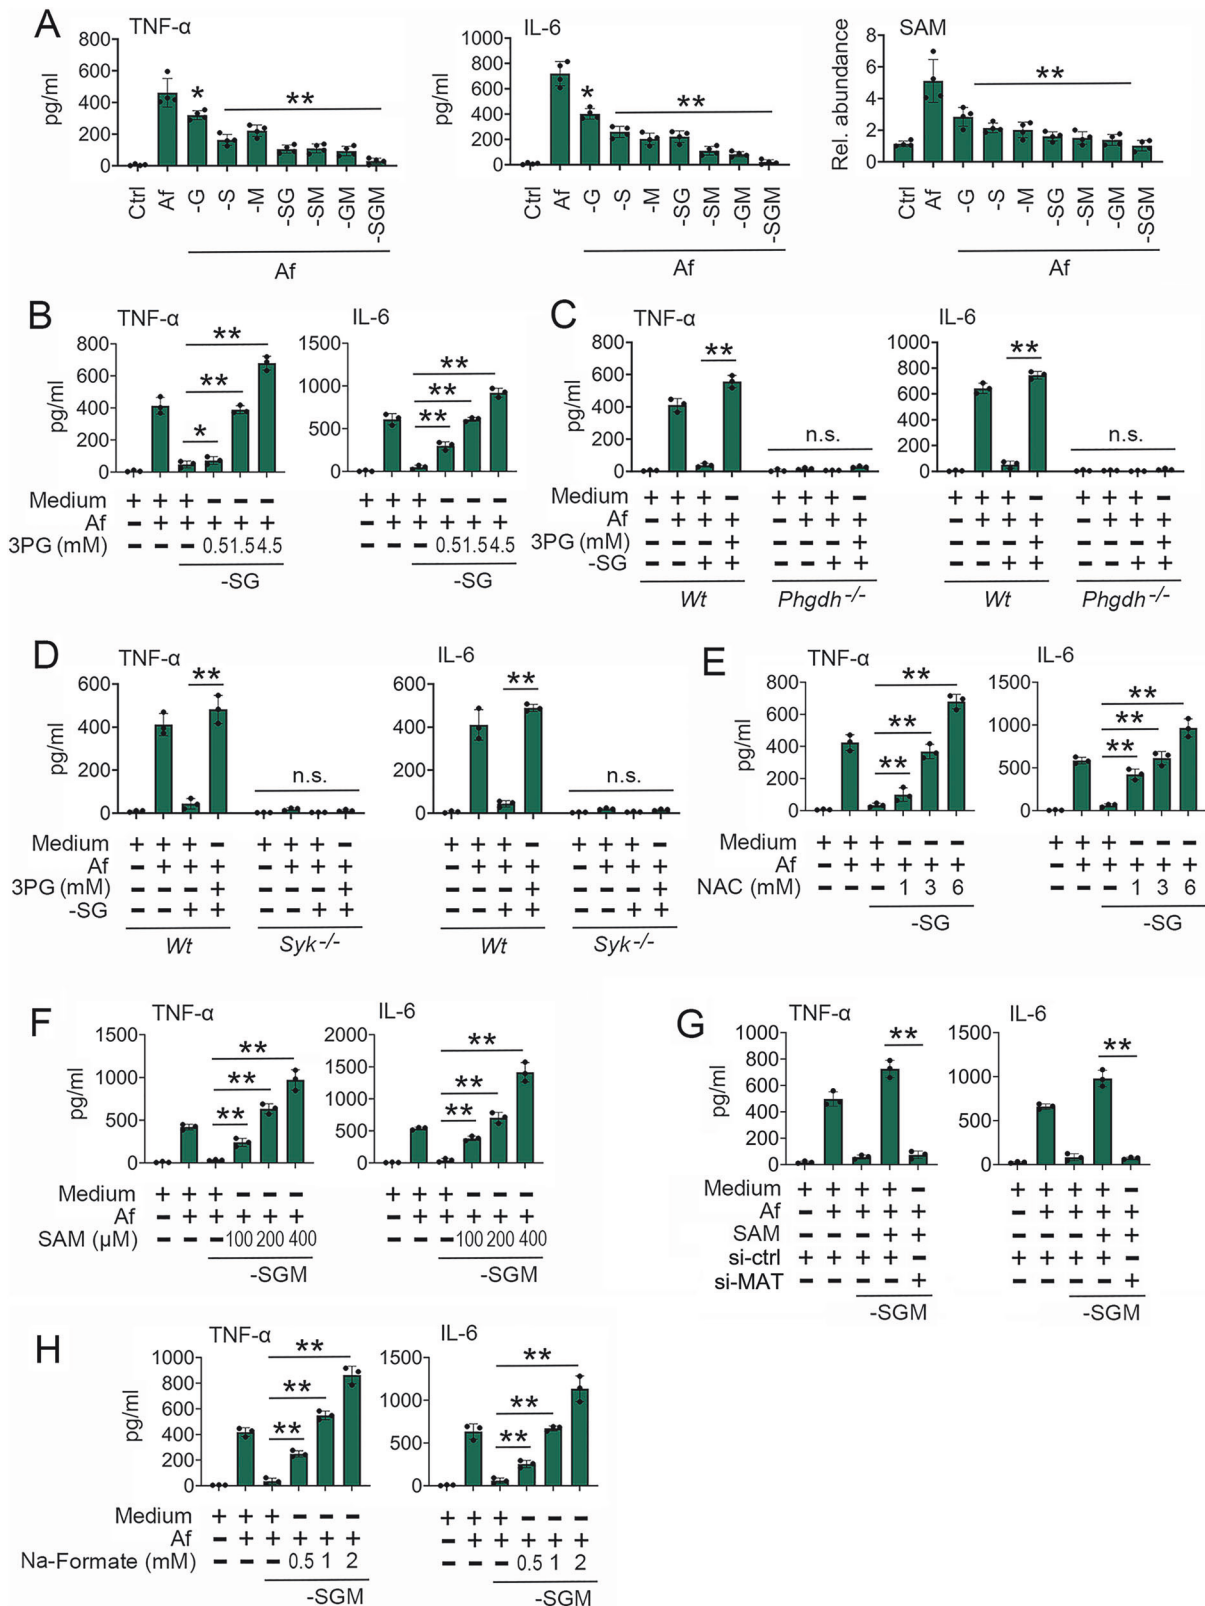 A
TNF-α
pg/ml
800
600
400
200
0
*
**
Ctrl
Af
-G
-S
-M
-SG
-SM
-GM
-SGM
Af
IL-6
pg/ml
1000
800
600
400
200
0
*
**
Ctrl
Af
-G
-S
-M
-SG
-SM
-GM
-SGM
Af
SAM
Rel. abundance
8
6
4
2
0
**
Ctrl
Af
-G
-S
-M
-SG
-SM
-GM
-SGM
Af
B
TNF-α
pg/ml
800
600
400
200
0
**
**
*
IL-6
1500
1000
500
0
**
**
**
Medium + + + − − − + + + − − −
Af − + + + + + − + + + + +
3PG (mM) − − − 0.5 1.5 4.5 − − − 0.5 1.5 4.5
-SG -SG
C
TNF-α
pg/ml
800
600
400
200
0
**
n.s.
IL-6
1000
800
600
400
200
0
**
n.s.
Medium + + + − + + + − + + + − + + + −
Af − + + + − + + + − + + + − + + +
3PG (mM) − − − + − − − + − − − + − − − +
-SG − − + + − − + + − − + + − − + +
Wt Phgdh-/- Wt Phgdh-/-
D
TNF-α
pg/ml
600
400
200
0
**
n.s.
IL-6
600
400
200
0
**
n.s.
Medium + + + − + + + − + + + − + + + −
Af − + + + − + + + − + + + − + + +
3PG (mM) − − − + − − − + − − − + − − − +
-SG − − + + − − + + − − + + − − + +
Wt Syk-/- Wt Syk-/-
E
TNF-α
pg/ml
800
600
400
200
0
**
**
**
IL-6
1500
1000
500
0
**
**
**
Medium + + + − − − + + + − − −
Af − + + + + + − + + + + +
NAC (mM) − − − 1 3 6 − − − 1 3 6
-SG -SG
F
TNF-α
pg/ml
1500
1000
500
0
**
**
**
IL-6
2000
1500
1000
500
0
**
**
**
Medium + + + − − − + + + − − −
Af − + + + + + − + + + + +
SAM (μM) − − − 100 200 400 − − − 100 200 400
-SGM -SGM
G
TNF-α
pg/ml
1000
800
600
400
200
0
**
IL-6
1500
1000
500
0
**
Medium + + + + − + + + + −
Af − + + + + − + + + +
SAM − − − + + − − − + +
si-ctrl + + + + − + + + + −
si-MAT − − − − + − − − − +
-SGM -SGM
H
TNF-α
pg/ml
1000
800
600
400
200
0
**
**
**
IL-6
1500
1000
500
0
**
**
**
Medium + + + − − − + + + − − −
Af − + + + + + − + + + + +
Na-Formate (mM) − − − 0.5 1 2 − − − 0.5 1 2
-SGM -SGM